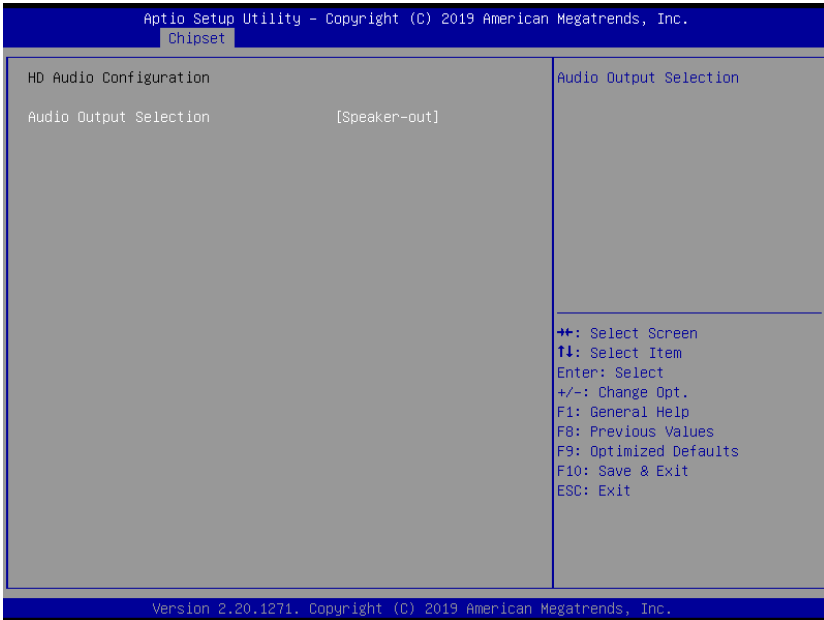 Aptio Setup Utility – Copyright (C) 2019 American Megatrends, Inc.
Chipset
HD Audio Configuration
Audio Output Selection [Speaker-out]
Audio Output Selection
→←: Select Screen
↑↓: Select Item
Enter: Select
+/-: Change Opt.
F1: General Help
F8: Previous Values
F9: Optimized Defaults
F10: Save & Exit
ESC: Exit
Version 2.20.1271. Copyright (C) 2019 American Megatrends, Inc.